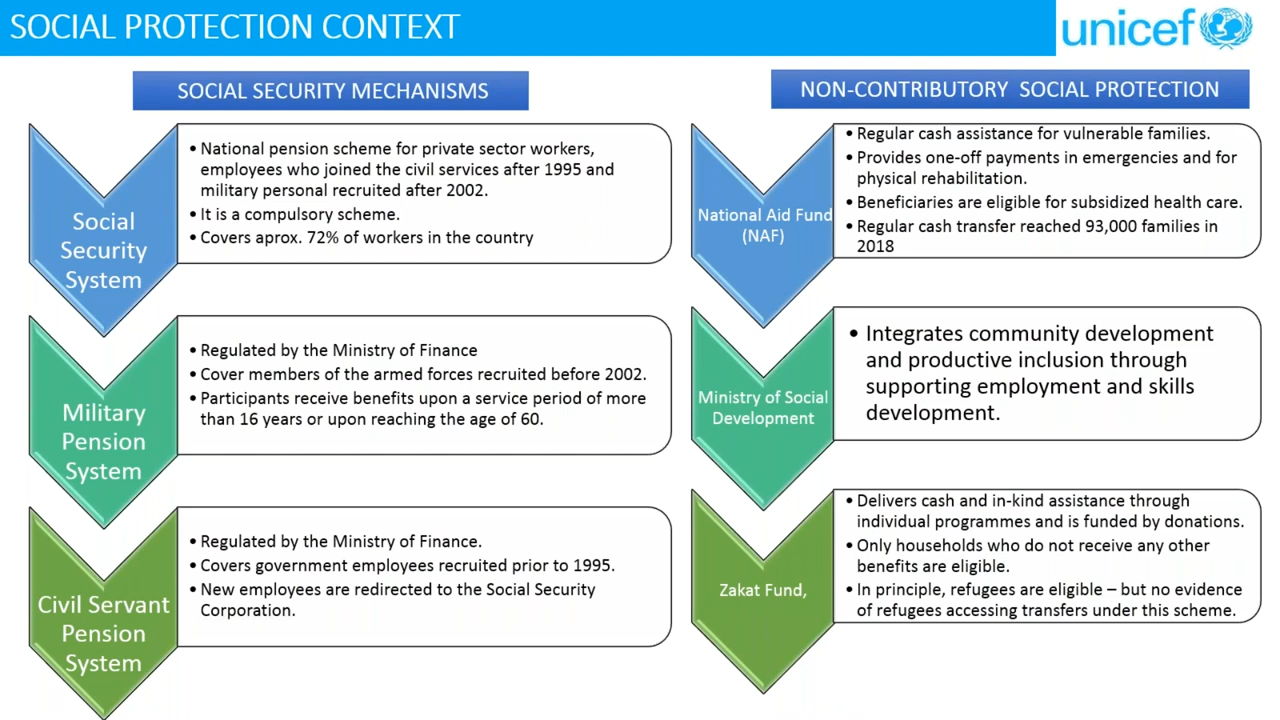 SOCIAL PROTECTION CONTEXT
unicef
SOCIAL SECURITY MECHANISMS
Social
Security
System
• National pension scheme for private sector workers,
employees who joined the civil services after 1995 and
military personal recruited after 2002.
• It is a compulsory scheme.
• Covers aprox. 72% of workers in the country
Military
Pension
System
• Regulated by the Ministry of Finance
• Cover members of the armed forces recruited before 2002.
• Participants receive benefits upon a service period of more
than 16 years or upon reaching the age of 60.
Civil Servant
Pension
System
• Regulated by the Ministry of Finance.
• Covers government employees recruited prior to 1995.
• New employees are redirected to the Social Security
Corporation.
NON-CONTRIBUTORY SOCIAL PROTECTION
National Aid Fund
(NAF)
• Regular cash assistance for vulnerable families.
• Provides one-off payments in emergencies and for
physical rehabilitation.
• Beneficiaries are eligible for subsidized health care.
• Regular cash transfer reached 93,000 families in
2018
Ministry of Social
Development
• Integrates community development
and productive inclusion through
supporting employment and skills
development.
Zakat Fund,
• Delivers cash and in-kind assistance through
individual programmes and is funded by donations.
• Only households who do not receive any other
benefits are eligible.
• In principle, refugees are eligible – but no evidence
of refugees accessing transfers under this scheme.